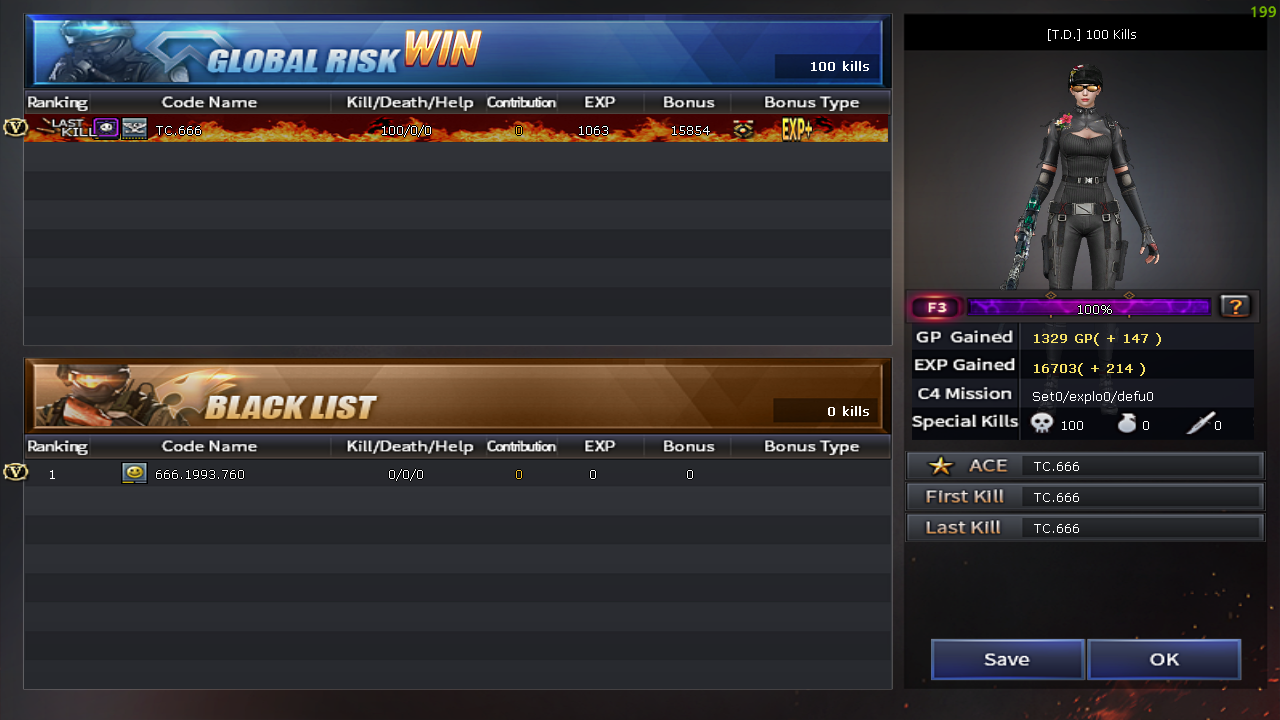 199
GLOBAL RISK WIN
100 kills
Ranking Code Name Kill/Death/Help Contribution EXP Bonus Bonus Type
V LAST KILL TC.666 100/0/0 0 1063 15854 EXP+
BLACK LIST
0 kills
Ranking Code Name Kill/Death/Help Contribution EXP Bonus Bonus Type
V 1 666.1993.760 0/0/0 0 0 0
[T.D.] 100 Kills
F3 100% ?
GP Gained 1329 GP( + 147 )
EXP Gained 16703( + 214 )
C4 Mission Set0/explo0/defu0
Special Kills 100 0 0
ACE TC.666
First Kill TC.666
Last Kill TC.666
Save OK